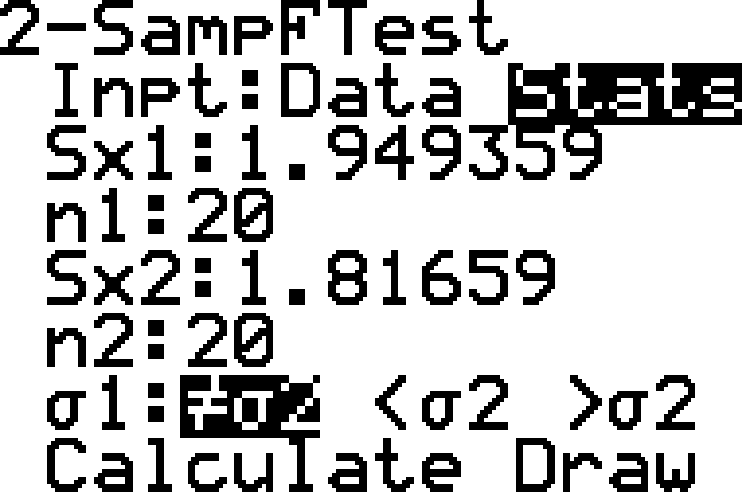 2-SampFTest
Inpt:Data Stats
Sx1:1.949359
n1:20
Sx2:1.81659
n2:20
σ1:≠σ2 <σ2 >σ2
Calculate Draw